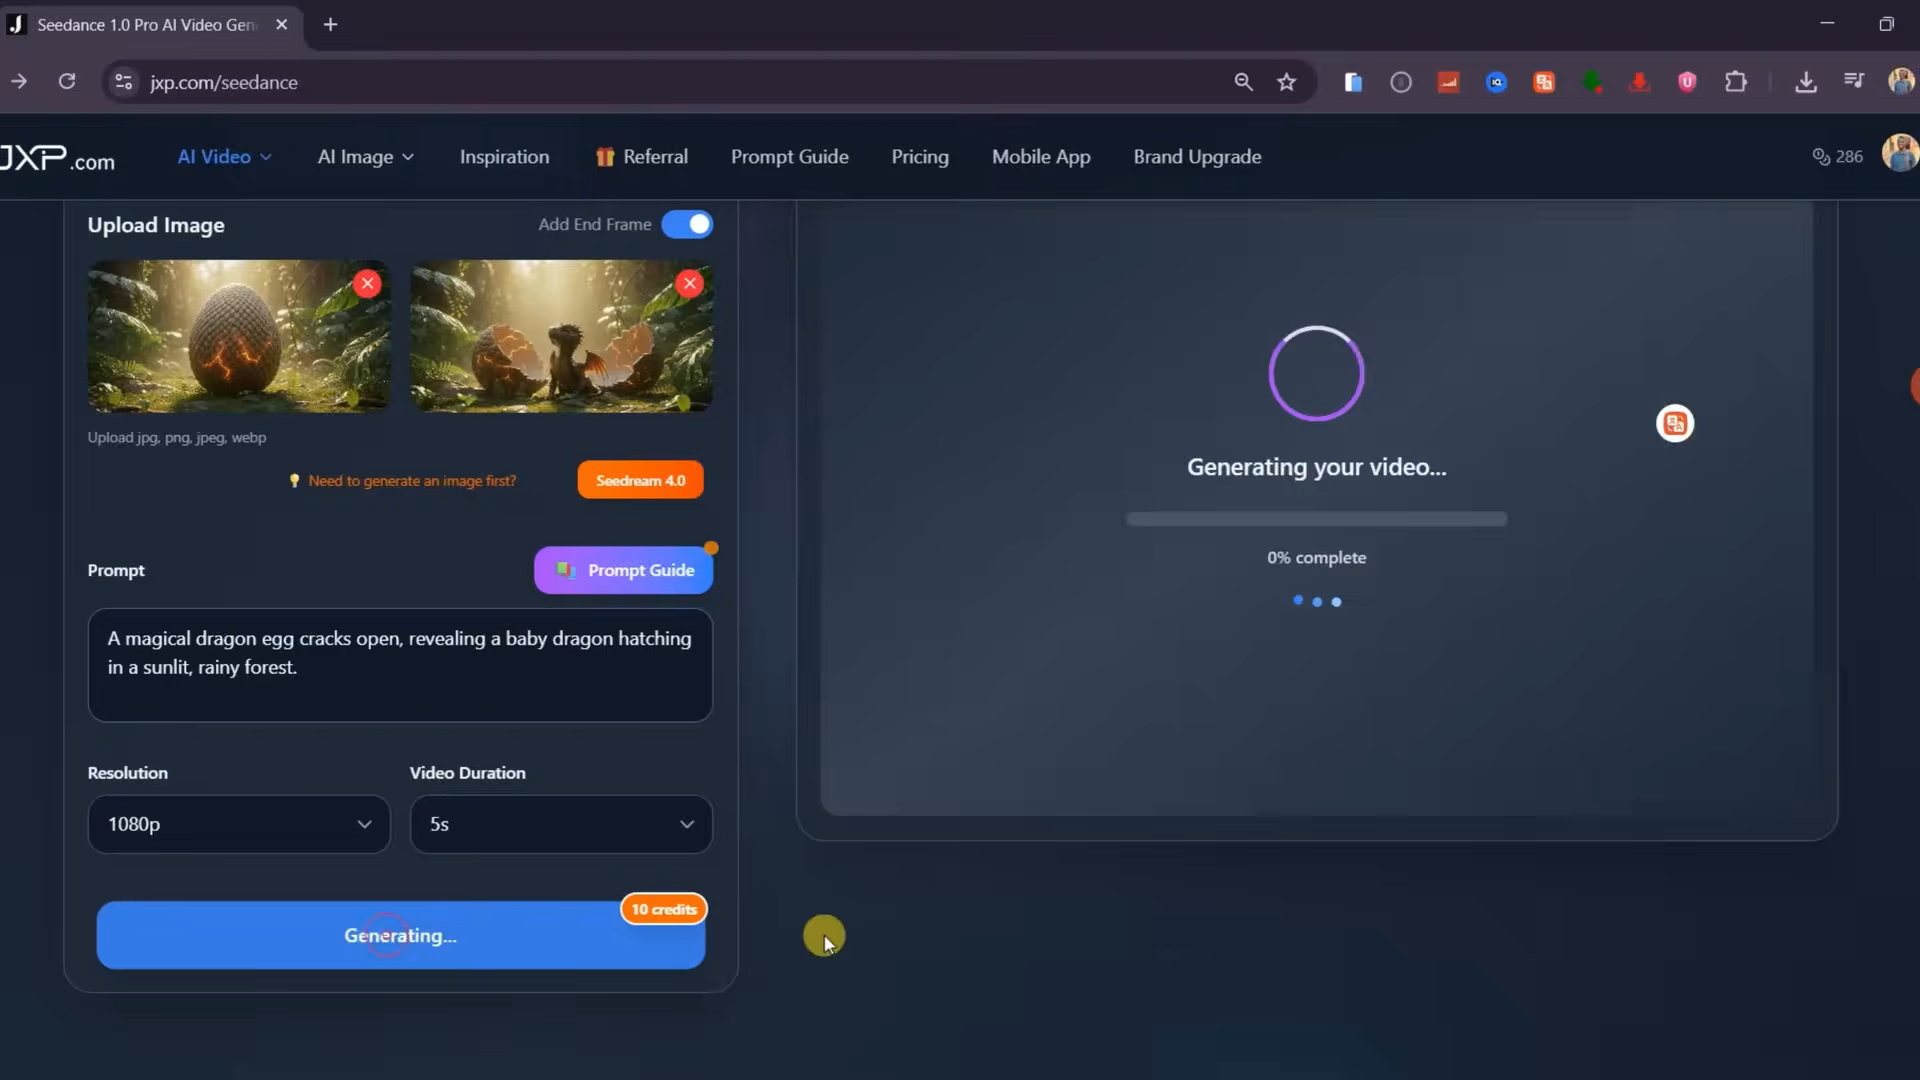 Seedance 1.0 Pro AI Video Gen
jxp.com/seedance
JXP.com
AI Video
AI Image
Inspiration
Referral
Prompt Guide
Pricing
Mobile App
Brand Upgrade
286
Upload Image
Add End Frame
Upload jpg, png, jpeg, webp
Need to generate an image first?
Seedream 4.0
Prompt
Prompt Guide
A magical dragon egg cracks open, revealing a baby dragon hatching
in a sunlit, rainy forest.
Resolution
Video Duration
1080p
5s
10 credits
Generating...
Generating your video...
0% complete